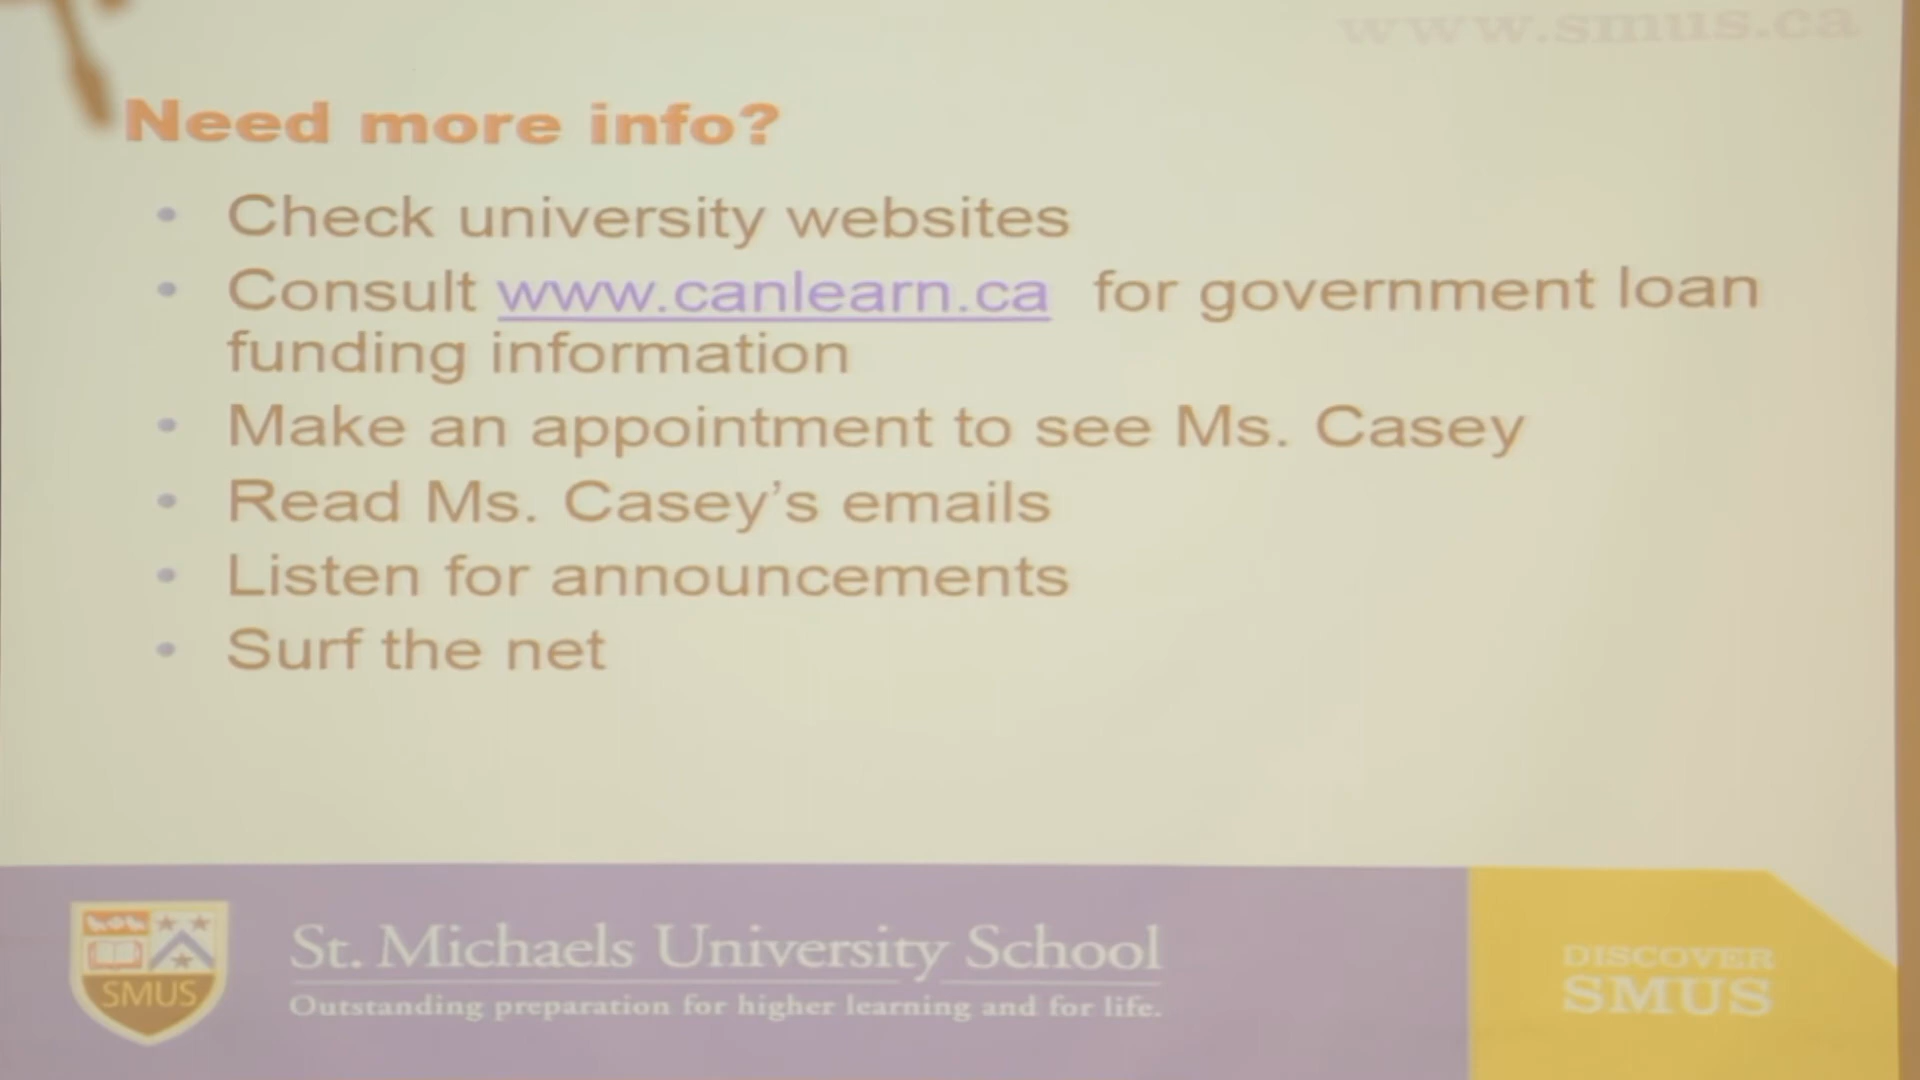 www.smus.ca
Need more info?
• Check university websites
• Consult www.canlearn.ca for government loan
funding information
• Make an appointment to see Ms. Casey
• Read Ms. Casey’s emails
• Listen for announcements
• Surf the net
SMUS
St. Michaels University School
Outstanding preparation for higher learning and for life.
DISCOVER
SMUS